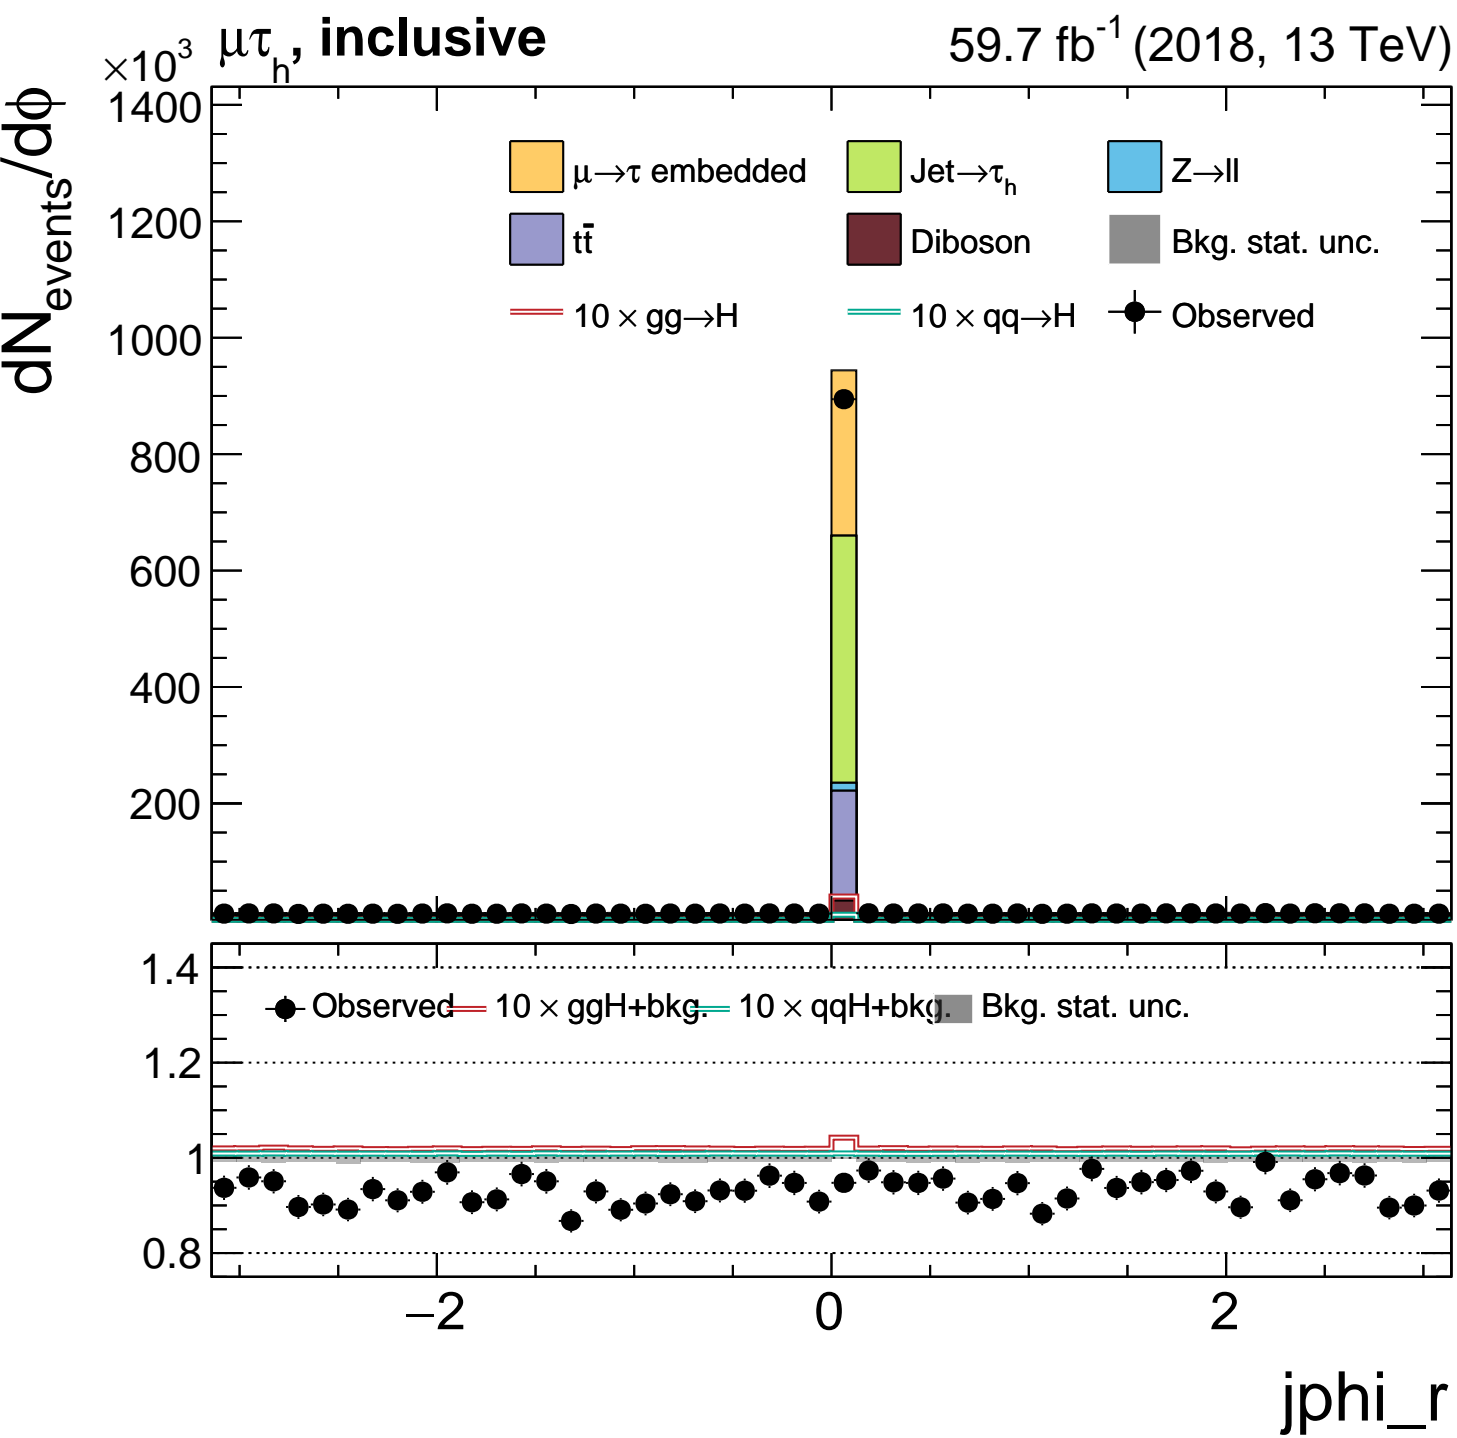 μτh, inclusive
59.7 fb-1 (2018, 13 TeV)
×10³
dNevents/dϕ
1400
1200
1000
800
600
400
200
μ→τ embedded
Jet→τh
Z→ll
tt̄
Diboson
Bkg. stat. unc.
10 × gg→H
10 × qq→H
Observed
1.4
1.2
1
0.8
Observed
10 × ggH+bkg.
10 × qqH+bkg.
Bkg. stat. unc.
−2
0
2
jphi_r